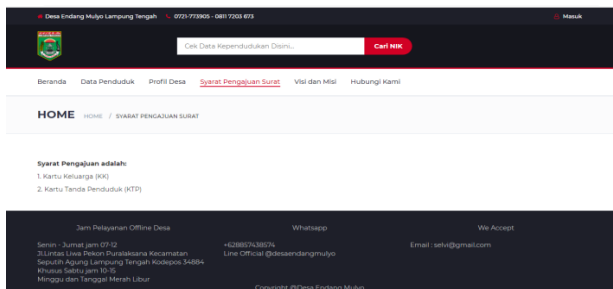 Desa Endang Mulyo Lampung Tengah 0721-773905 - 0811 7203 673 Masuk
Cek Data Kependudukan Disini... Cari NIK
Beranda Data Penduduk Profil Desa Syarat Pengajuan Surat Visi dan Misi Hubungi Kami
HOME HOME / SYARAT PENGAJUAN SURAT
Syarat Pengajuan adalah:
1. Kartu Keluarga (KK)
2. Kartu Tanda Penduduk (KTP)
Jam Pelayanan Offline Desa Whatsapp We Accept
Senin - Jumat jam 07-12 +628857438574 Email : selvi@gmail.com
Jl.Lintas Liwa Pekon Puralaksana Kecamatan Line Official @desaendangmulyo
Seputih Agung Lampung Tengah Kodepos 34884
Khusus Sabtu jam 10-15
Minggu dan Tanggal Merah Libur
Copyright @Desa Endang Mulyo